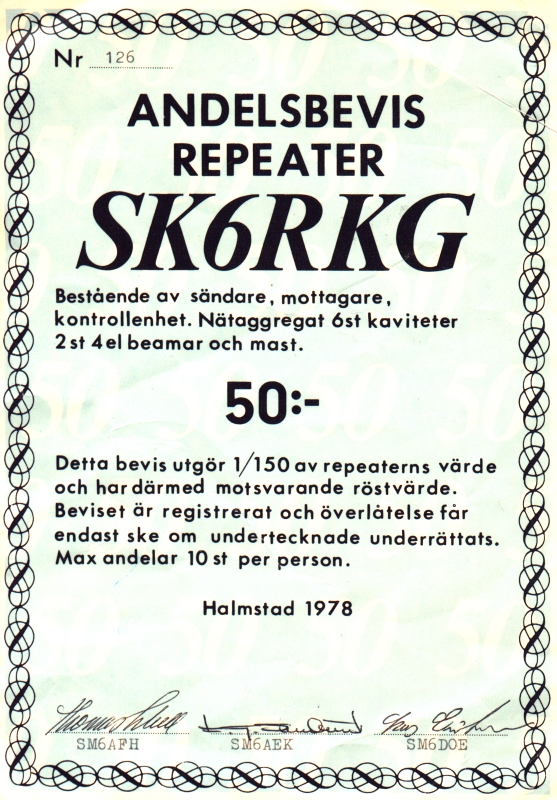 Nr 126
ANDELSBEVIS
REPEATER
SK6RKG
Bestående av sändare, mottagare,
kontrollenhet. Nätaggregat 6st kaviteter
2 st 4 el beamar och mast.
50:-
Detta bevis utgör 1/150 av repeaterns värde
och har därmed motsvarande röstvärde.
Beviset är registrerat och överlåtelse får
endast ske om undertecknade underrättats.
Max andelar 10 st per person.
Halmstad 1978
SM6AFH SM6AEK SM6DOE